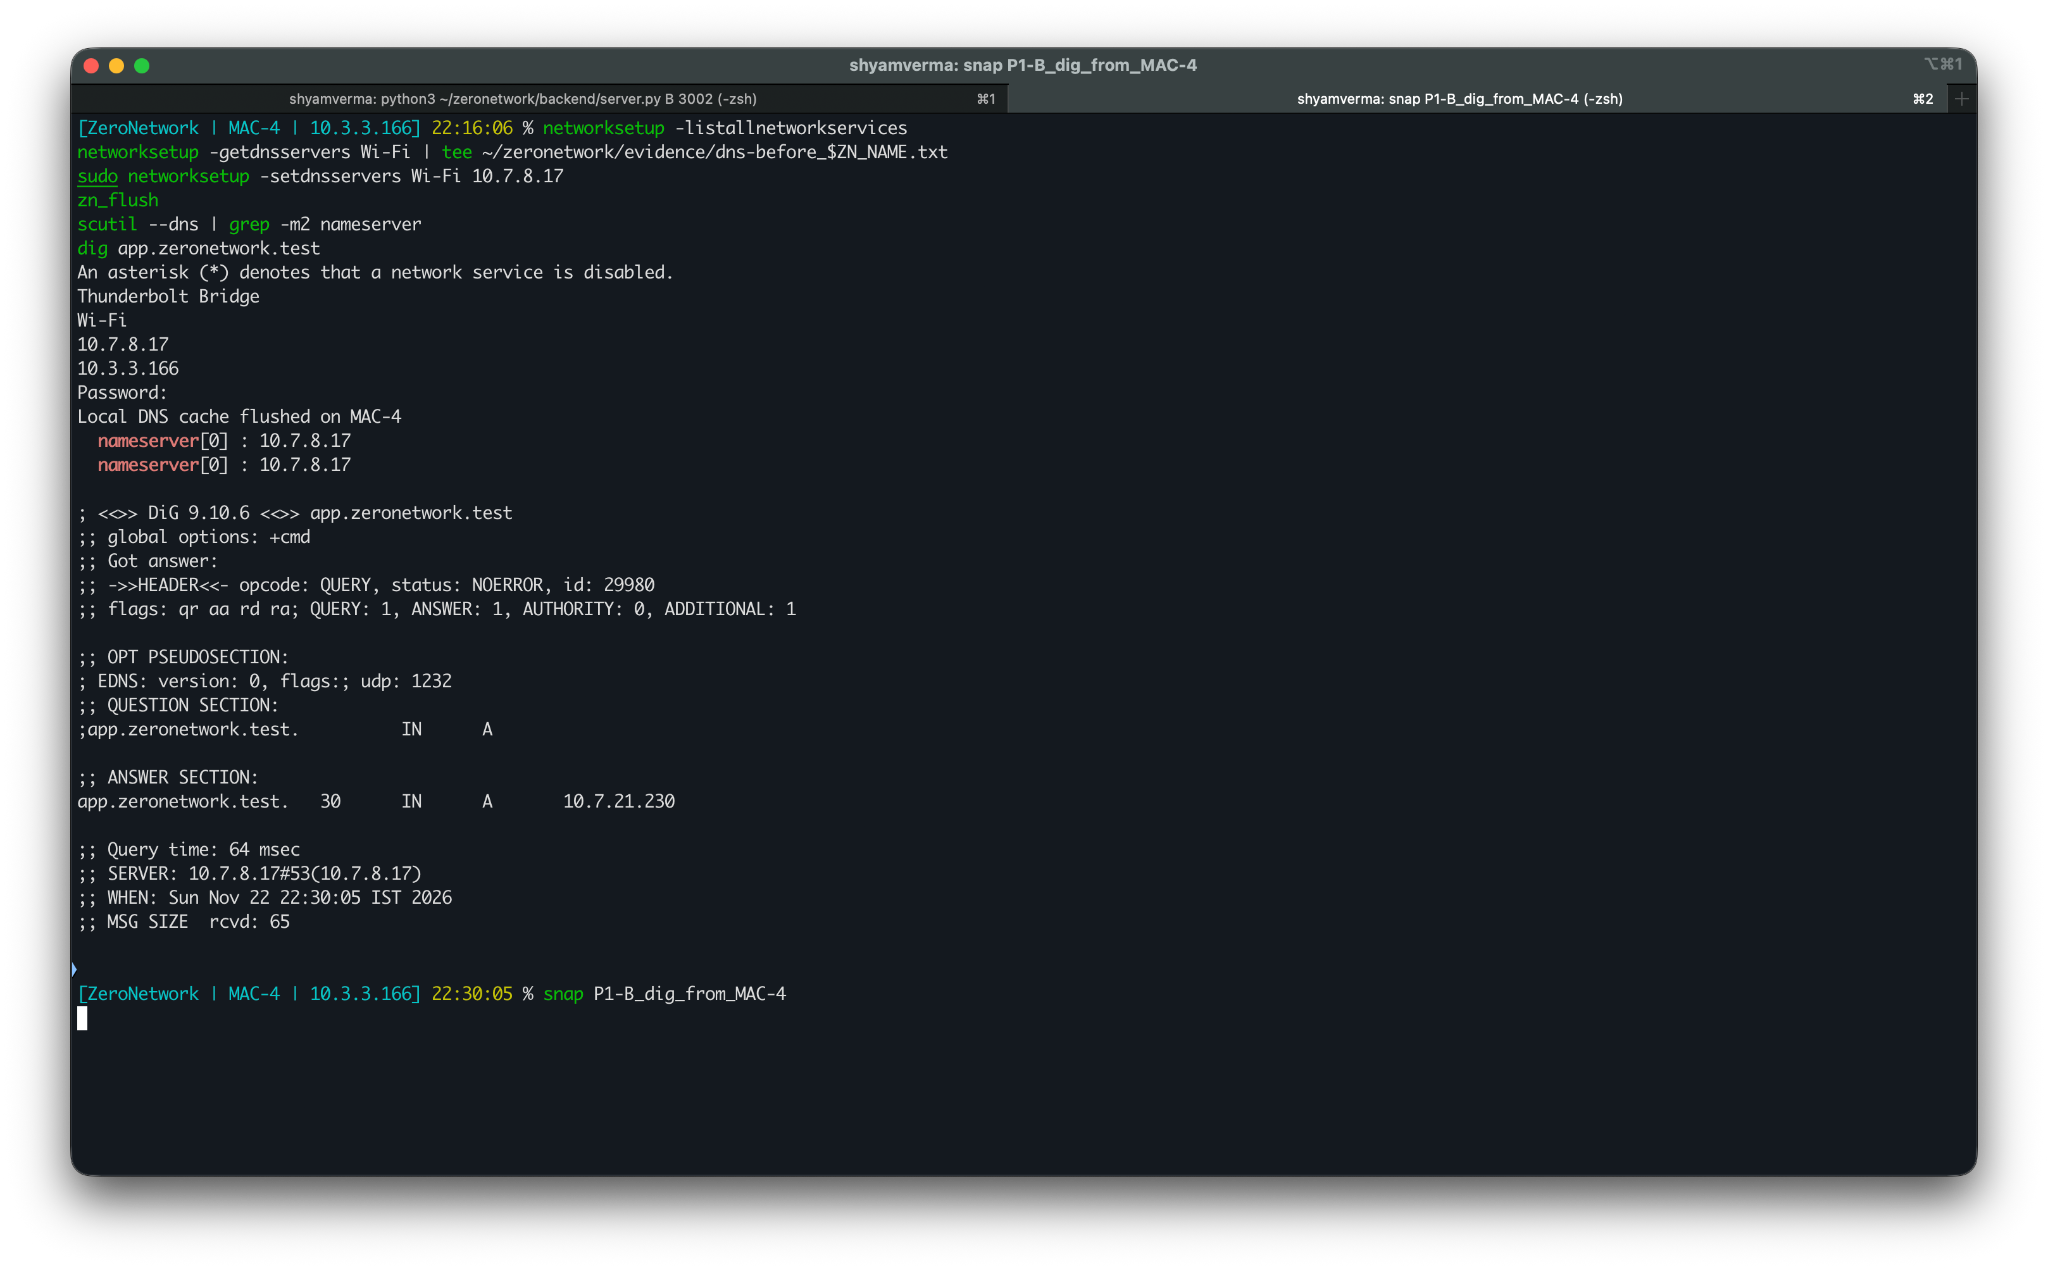 shyamverma: snap P1-B_dig_from_MAC-4
⌥⌘1
shyamverma: python3 ~/zeronetwork/backend/server.py B 3002 (-zsh)
⌘1
shyamverma: snap P1-B_dig_from_MAC-4 (-zsh)
⌘2
[ZeroNetwork | MAC-4 | 10.3.3.166] 22:16:06 % networksetup -listallnetworkservices
networksetup -getdnsservers Wi-Fi | tee ~/zeronetwork/evidence/dns-before_$ZN_NAME.txt
sudo networksetup -setdnsservers Wi-Fi 10.7.8.17
zn_flush
scutil --dns | grep -m2 nameserver
dig app.zeronetwork.test
An asterisk (*) denotes that a network service is disabled.
Thunderbolt Bridge
Wi-Fi
10.7.8.17
10.3.3.166
Password:
Local DNS cache flushed on MAC-4
  nameserver[0] : 10.7.8.17
  nameserver[0] : 10.7.8.17
; <<>> DiG 9.10.6 <<>> app.zeronetwork.test
;; global options: +cmd
;; Got answer:
;; ->>HEADER<<- opcode: QUERY, status: NOERROR, id: 29980
;; flags: qr aa rd ra; QUERY: 1, ANSWER: 1, AUTHORITY: 0, ADDITIONAL: 1
;; OPT PSEUDOSECTION:
; EDNS: version: 0, flags:; udp: 1232
;; QUESTION SECTION:
;app.zeronetwork.test.          IN      A
;; ANSWER SECTION:
app.zeronetwork.test.   30      IN      A       10.7.21.230
;; Query time: 64 msec
;; SERVER: 10.7.8.17#53(10.7.8.17)
;; WHEN: Sun Nov 22 22:30:05 IST 2026
;; MSG SIZE  rcvd: 65
[ZeroNetwork | MAC-4 | 10.3.3.166] 22:30:05 % snap P1-B_dig_from_MAC-4